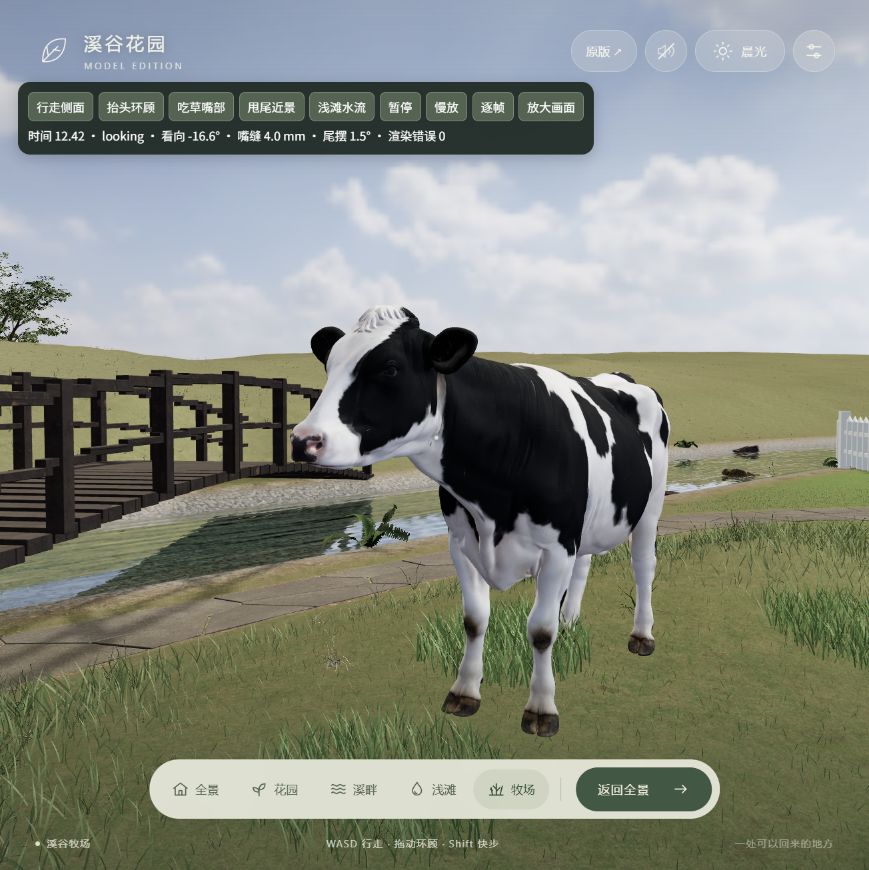 溪谷花园
MODEL EDITION
原版 ↗
晨光
行走侧面 抬头环顾 吃草嘴部 甩尾近景 浅滩水流 暂停 慢放 逐帧 放大画面
时间 12.42 · looking · 看向 -16.6° · 嘴缝 4.0 mm · 尾摆 1.5° · 渲染错误 0
全景 花园 溪畔 浅滩 牧场 返回全景 →
溪谷牧场 WASD 行走 · 拖动环顾 · Shift 快步 一处可以回来的地方